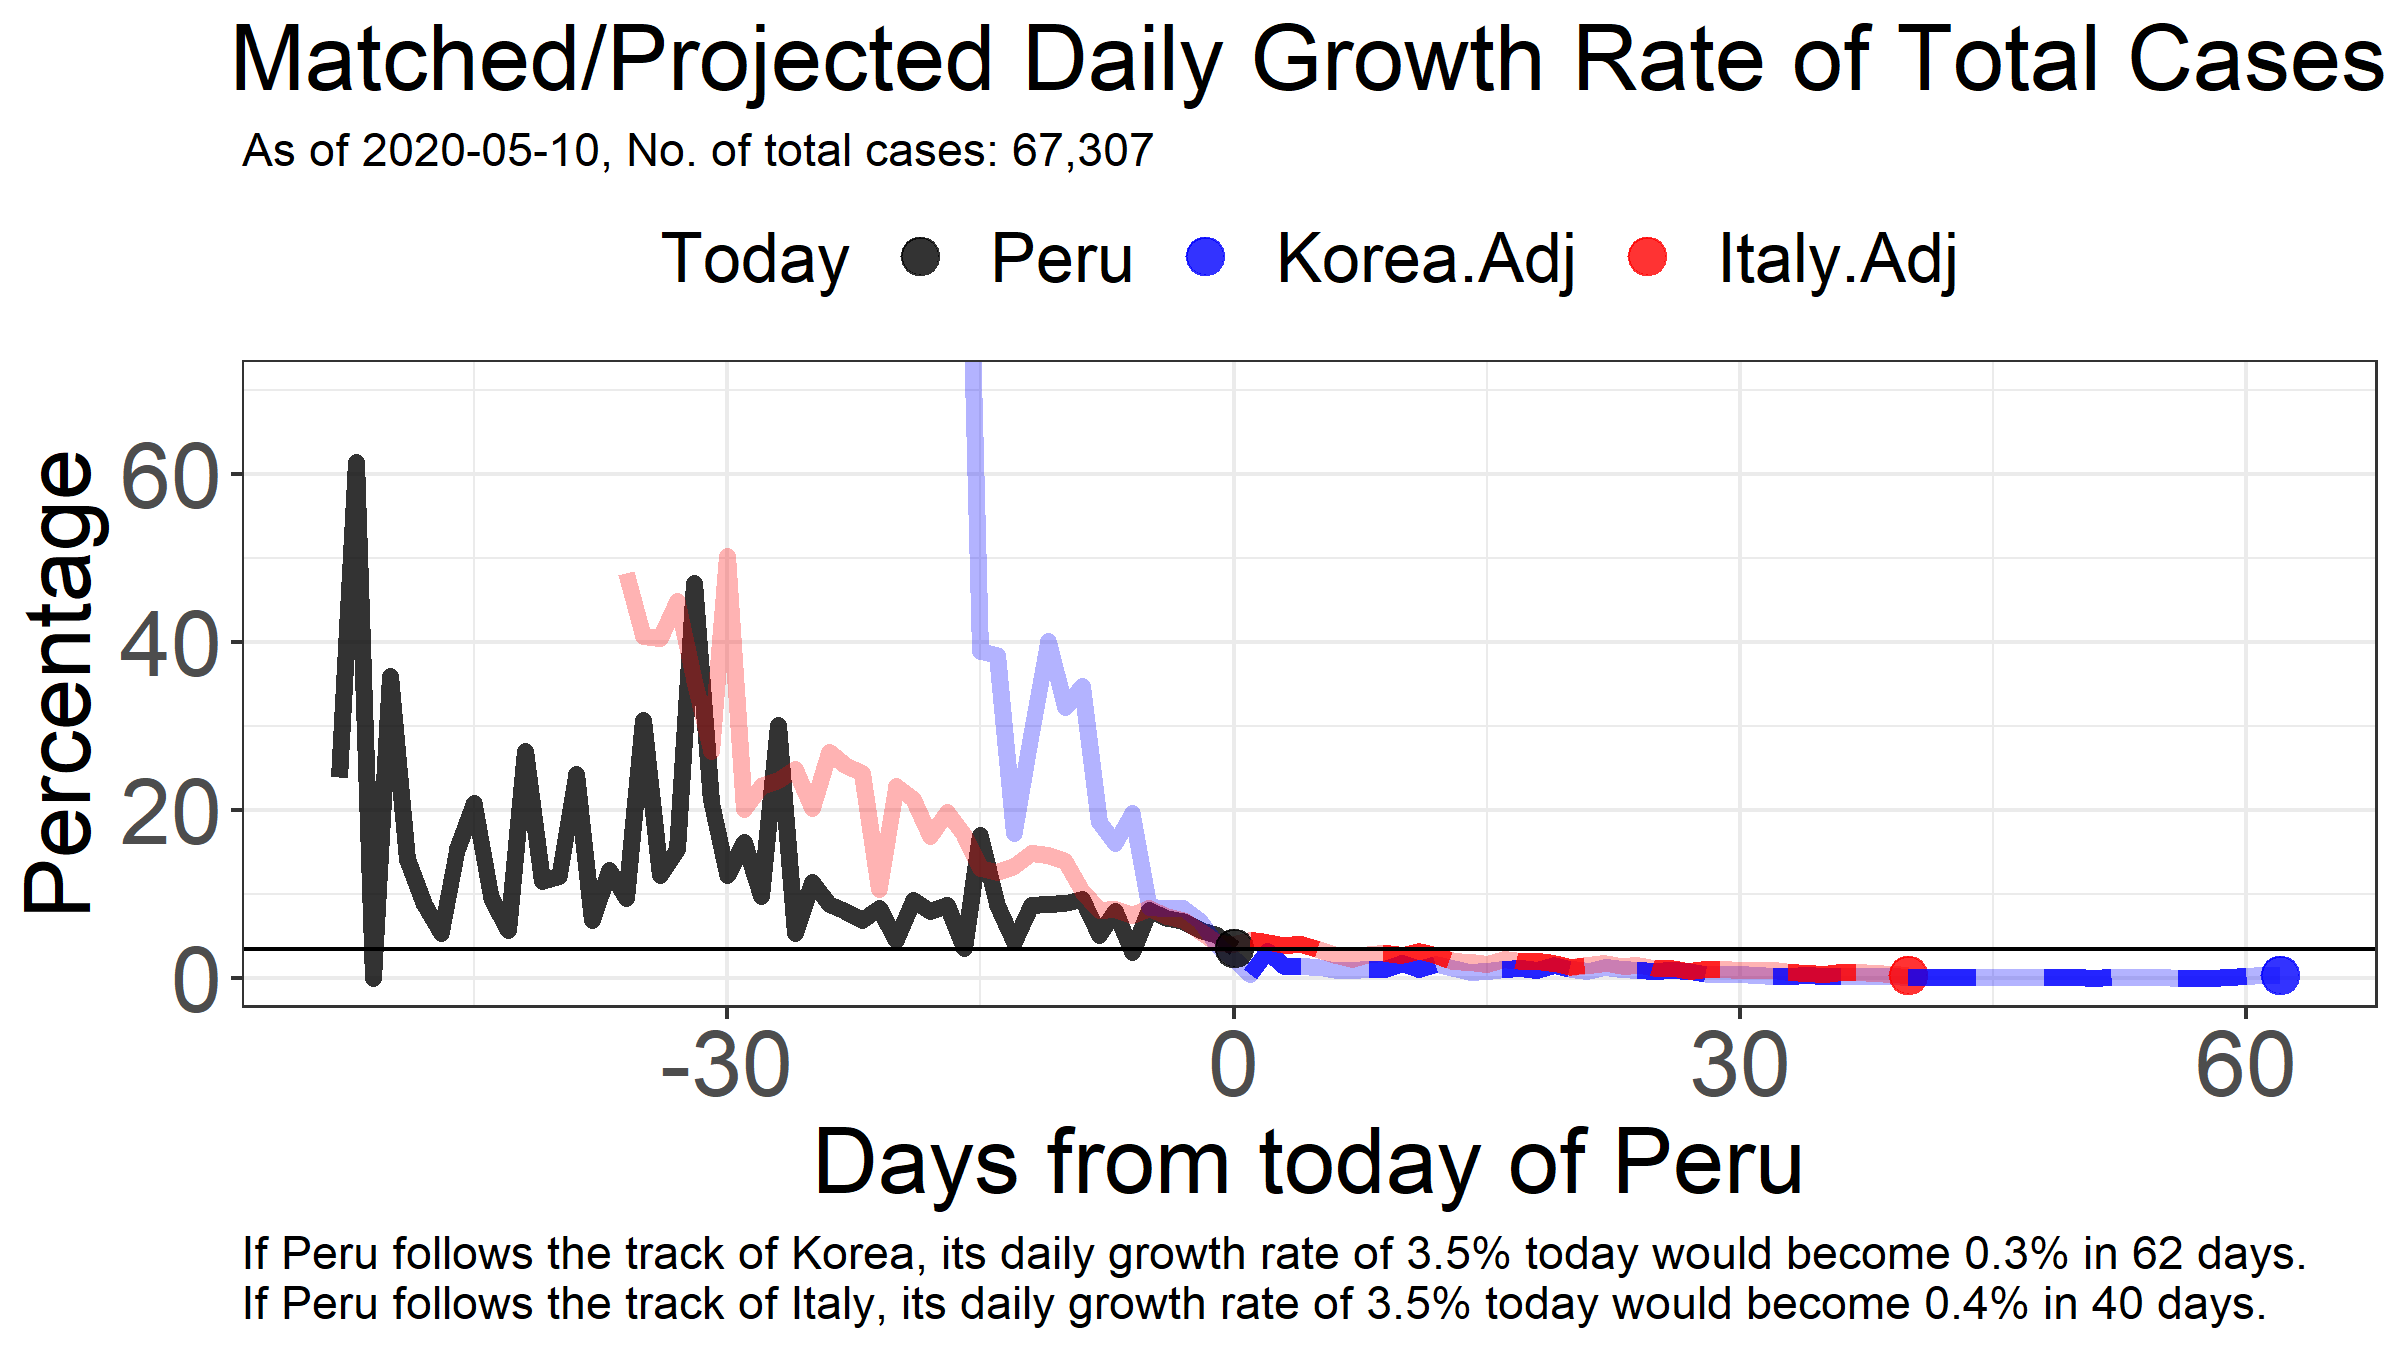 Matched/Projected Daily Growth Rate of Total Cases
As of 2020-05-10, No. of total cases: 67,307
Today Peru Korea.Adj Italy.Adj
Percentage
60
40
20
0
-30 0 30 60
Days from today of Peru
If Peru follows the track of Korea, its daily growth rate of 3.5% today would become 0.3% in 62 days.
If Peru follows the track of Italy, its daily growth rate of 3.5% today would become 0.4% in 40 days.